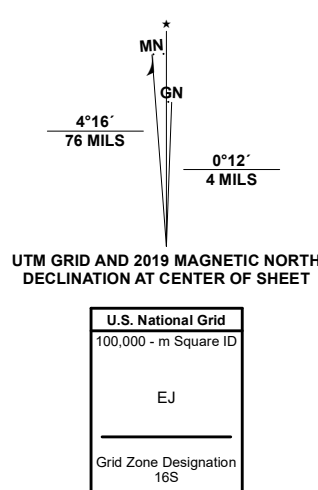 MN
GN
4°16´
76 MILS
0°12´
4 MILS
UTM GRID AND 2019 MAGNETIC NORTH
DECLINATION AT CENTER OF SHEET
U.S. National Grid
100,000 - m Square ID
EJ
Grid Zone Designation
16S